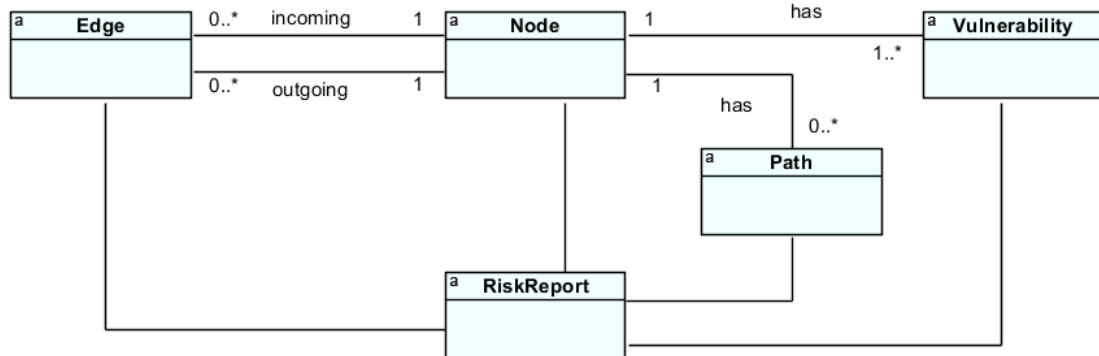 0..* incoming 1
1 has
a Edge
a Node
a Vulnerability
0..* outgoing 1
1..*
1
has
0..*
a Path
a RiskReport